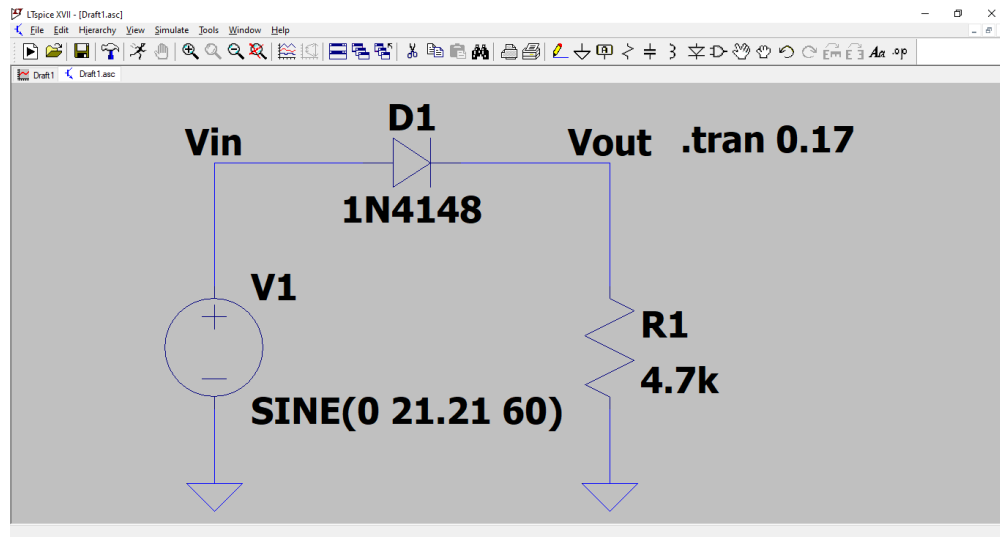 LTspice XVII - [Draft1.asc]
File Edit Hierarchy View Simulate Tools Window Help
Aa .op
Draft1 Draft1.asc
D1
Vin Vout .tran 0.17
1N4148
V1
R1
4.7k
SINE(0 21.21 60)